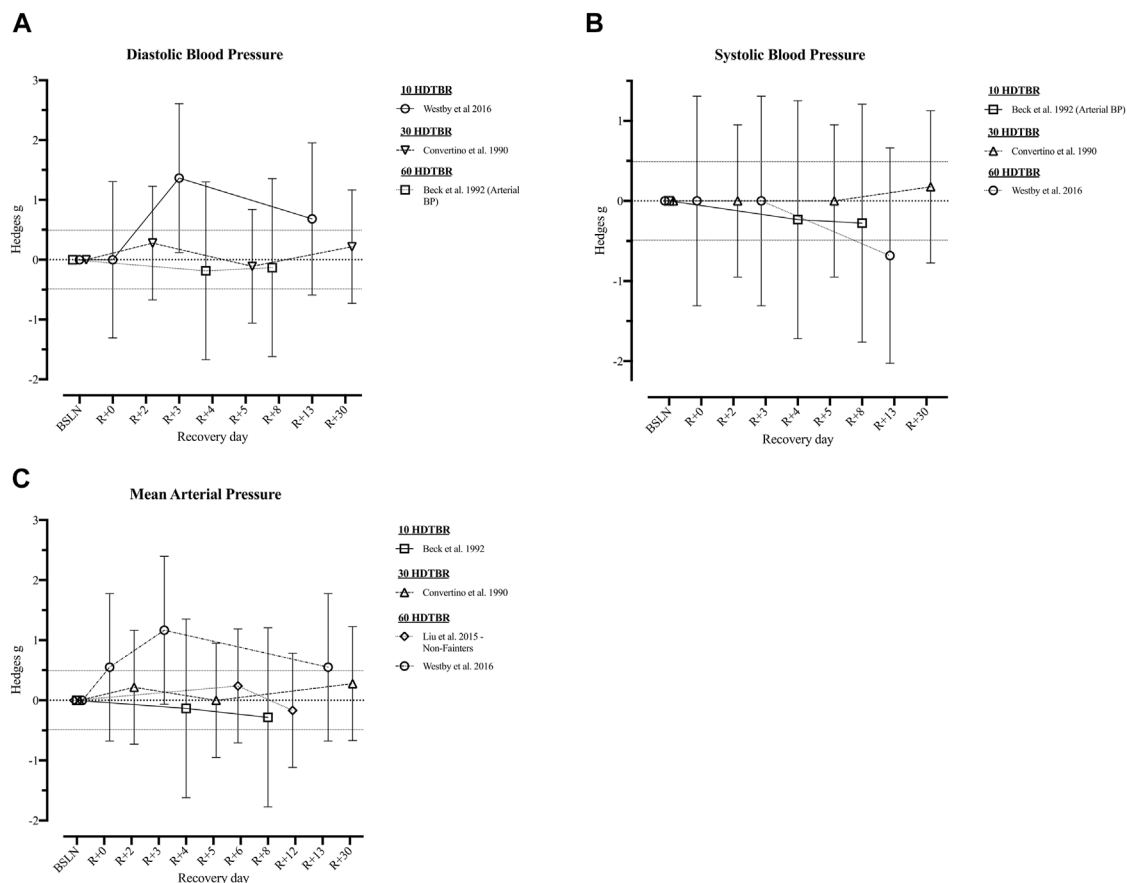 A
Diastolic Blood Pressure
3
2
1
0
-1
-2
Hedges g
BSLN
R+0
R+2
R+3
R+4
R+5
R+8
R+13
R+30
Recovery day
10 HDTBR
Westby et al 2016
30 HDTBR
Convertino et al. 1990
60 HDTBR
Beck et al. 1992 (Arterial
BP)
B
Systolic Blood Pressure
1
0
-1
-2
Hedges g
BSLN
R+0
R+2
R+3
R+4
R+5
R+8
R+13
R+30
Recovery day
10 HDTBR
Beck et al. 1992 (Arterial BP)
30 HDTBR
Convertino et al. 1990
60 HDTBR
Westby et al. 2016
C
Mean Arterial Pressure
3
2
1
0
-1
-2
Hedges g
BSLN
R+0
R+2
R+3
R+4
R+5
R+6
R+8
R+12
R+13
R+30
Recovery day
10 HDTBR
Beck et al. 1992
30 HDTBR
Convertino et al. 1990
60 HDTBR
Liu et al. 2015 -
Non-Fainters
Westby et al. 2016